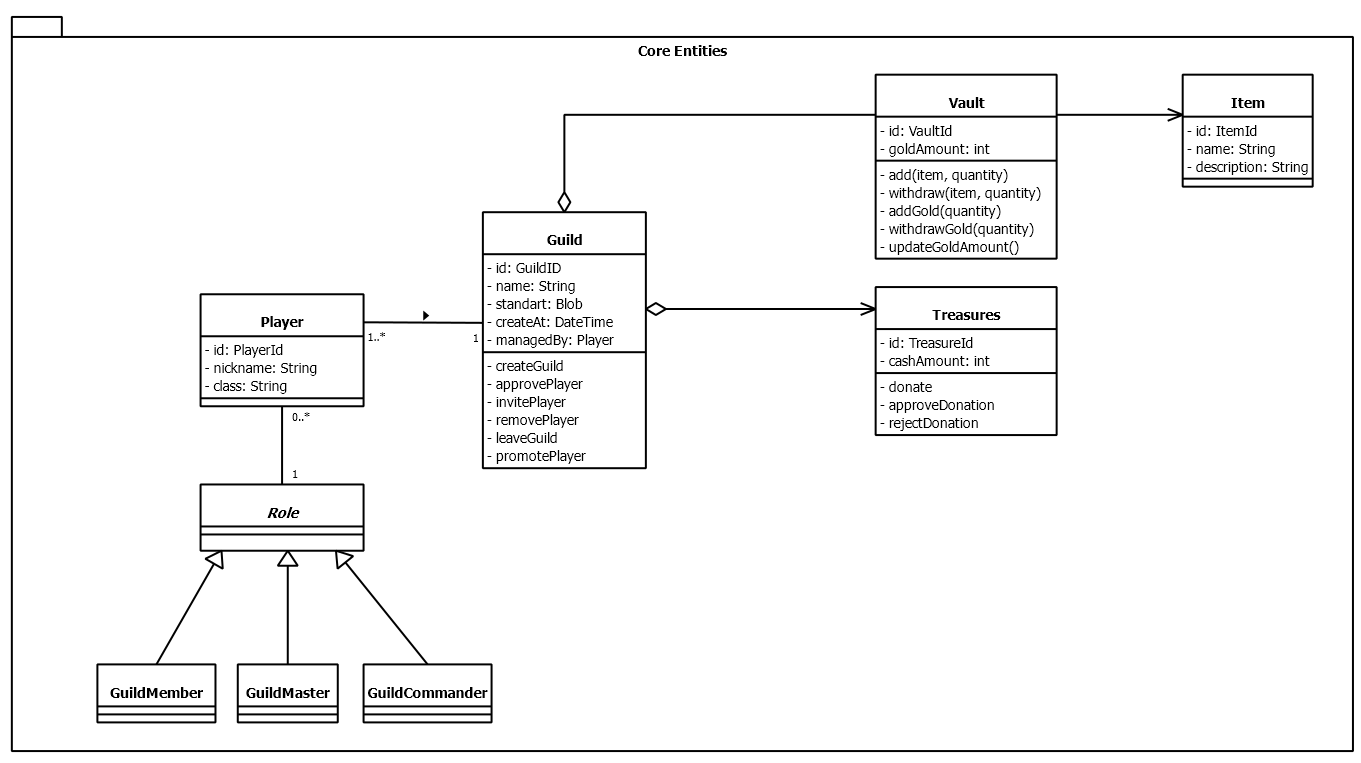 Core Entities
Vault
- id: VaultId
- goldAmount: int
- add(item, quantity)
- withdraw(item, quantity)
- addGold(quantity)
- withdrawGold(quantity)
- updateGoldAmount()
Item
- id: ItemId
- name: String
- description: String
Guild
- id: GuildID
- name: String
- standart: Blob
- createAt: DateTime
- managedBy: Player
- createGuild
- approvePlayer
- invitePlayer
- removePlayer
- leaveGuild
- promotePlayer
Treasures
- id: TreasureId
- cashAmount: int
- donate
- approveDonation
- rejectDonation
Player
- id: PlayerId
- nickname: String
- class: String
1..*
1
0..*
1
Role
GuildMember
GuildMaster
GuildCommander